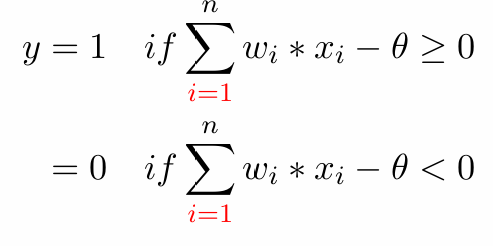 y = 1 if ∑_{i=1}^{n} w_i * x_i − θ ≥ 0
= 0 if ∑_{i=1}^{n} w_i * x_i − θ < 0